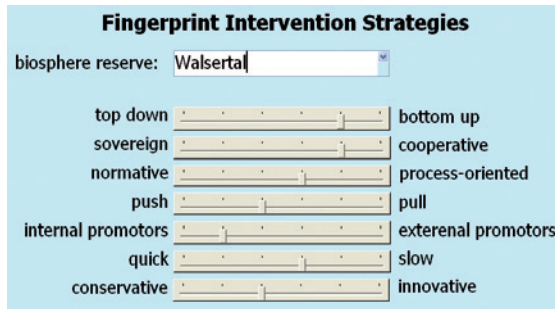 Fingerprint Intervention Strategies
biosphere reserve: Walsertal
top down bottom up
sovereign cooperative
normative process-oriented
push pull
internal promotors exterenal promotors
quick slow
conservative innovative